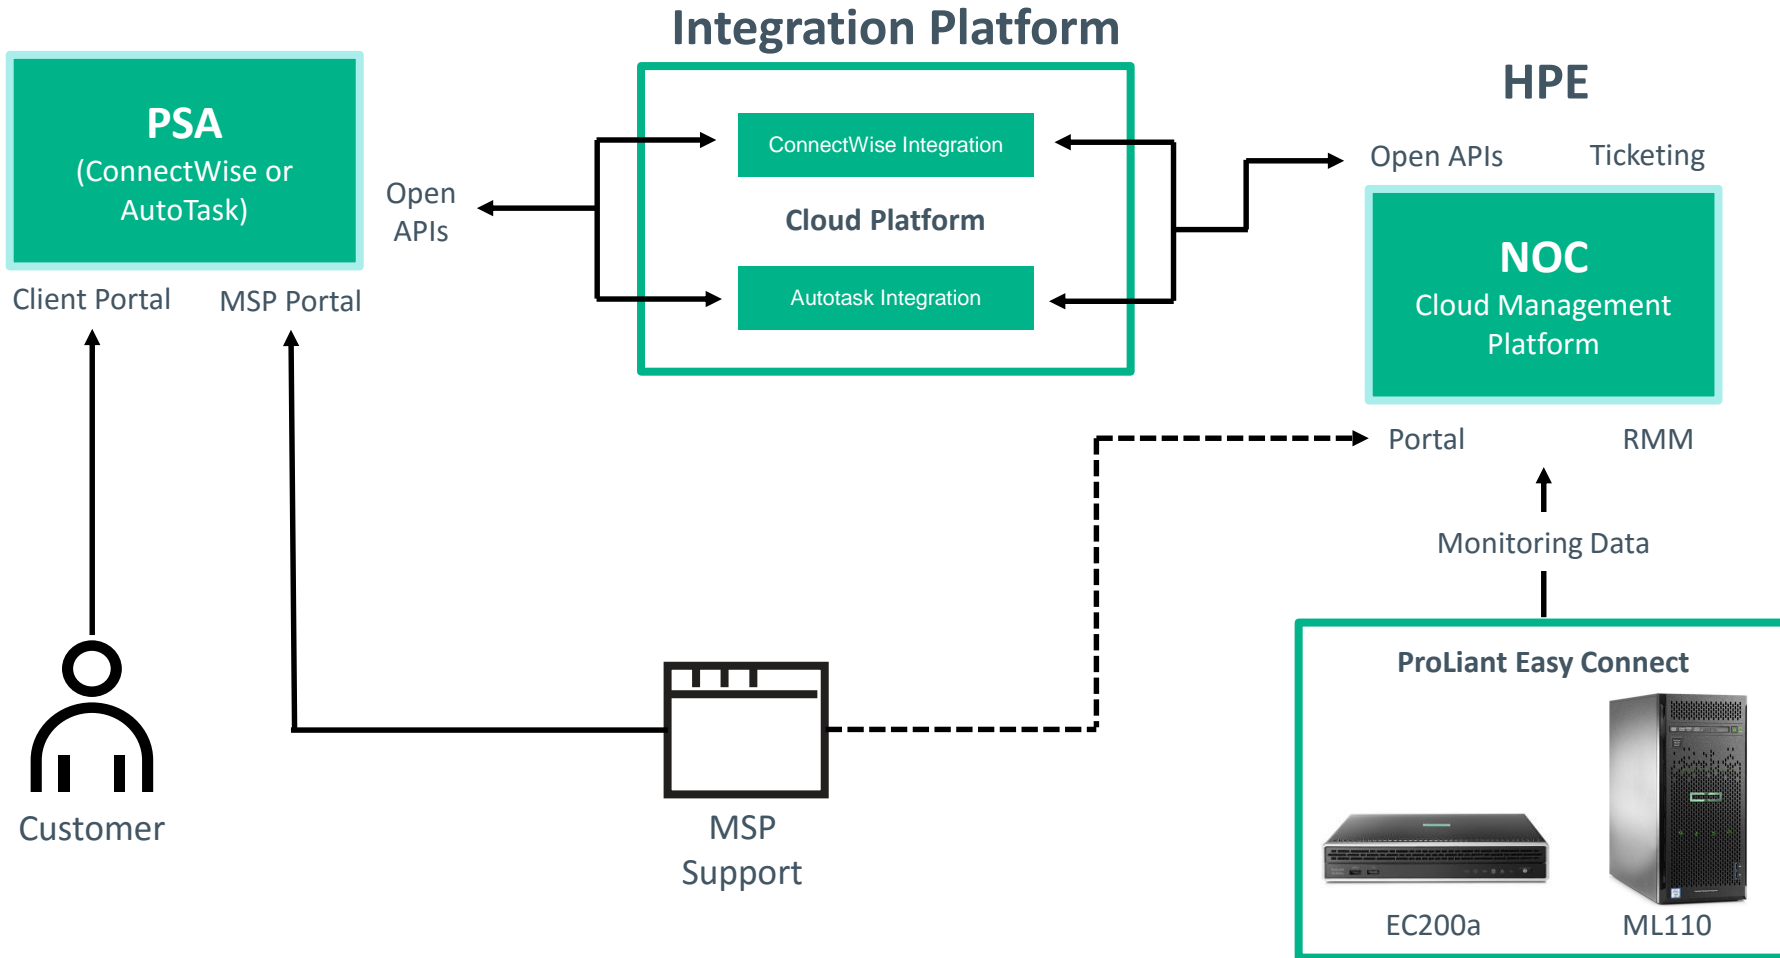 Integration Platform
HPE
PSA
(ConnectWise or
AutoTask)
Open
APIs
Client Portal
MSP Portal
ConnectWise Integration
Cloud Platform
Autotask Integration
Open APIs
Ticketing
NOC
Cloud Management
Platform
Portal
RMM
Monitoring Data
ProLiant Easy Connect
EC200a
ML110
Customer
MSP
Support